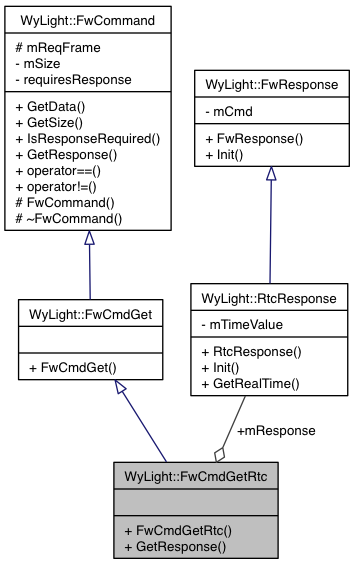 WyLight::FwCommand
# mReqFrame
- mSize
- requiresResponse
+ GetData()
+ GetSize()
+ IsResponseRequired()
+ GetResponse()
+ operator==()
+ operator!=()
# FwCommand()
# ~FwCommand()
WyLight::FwResponse
- mCmd
+ FwResponse()
+ Init()
WyLight::FwCmdGet
+ FwCmdGet()
WyLight::RtcResponse
- mTimeValue
+ RtcResponse()
+ Init()
+ GetRealTime()
+mResponse
WyLight::FwCmdGetRtc
+ FwCmdGetRtc()
+ GetResponse()